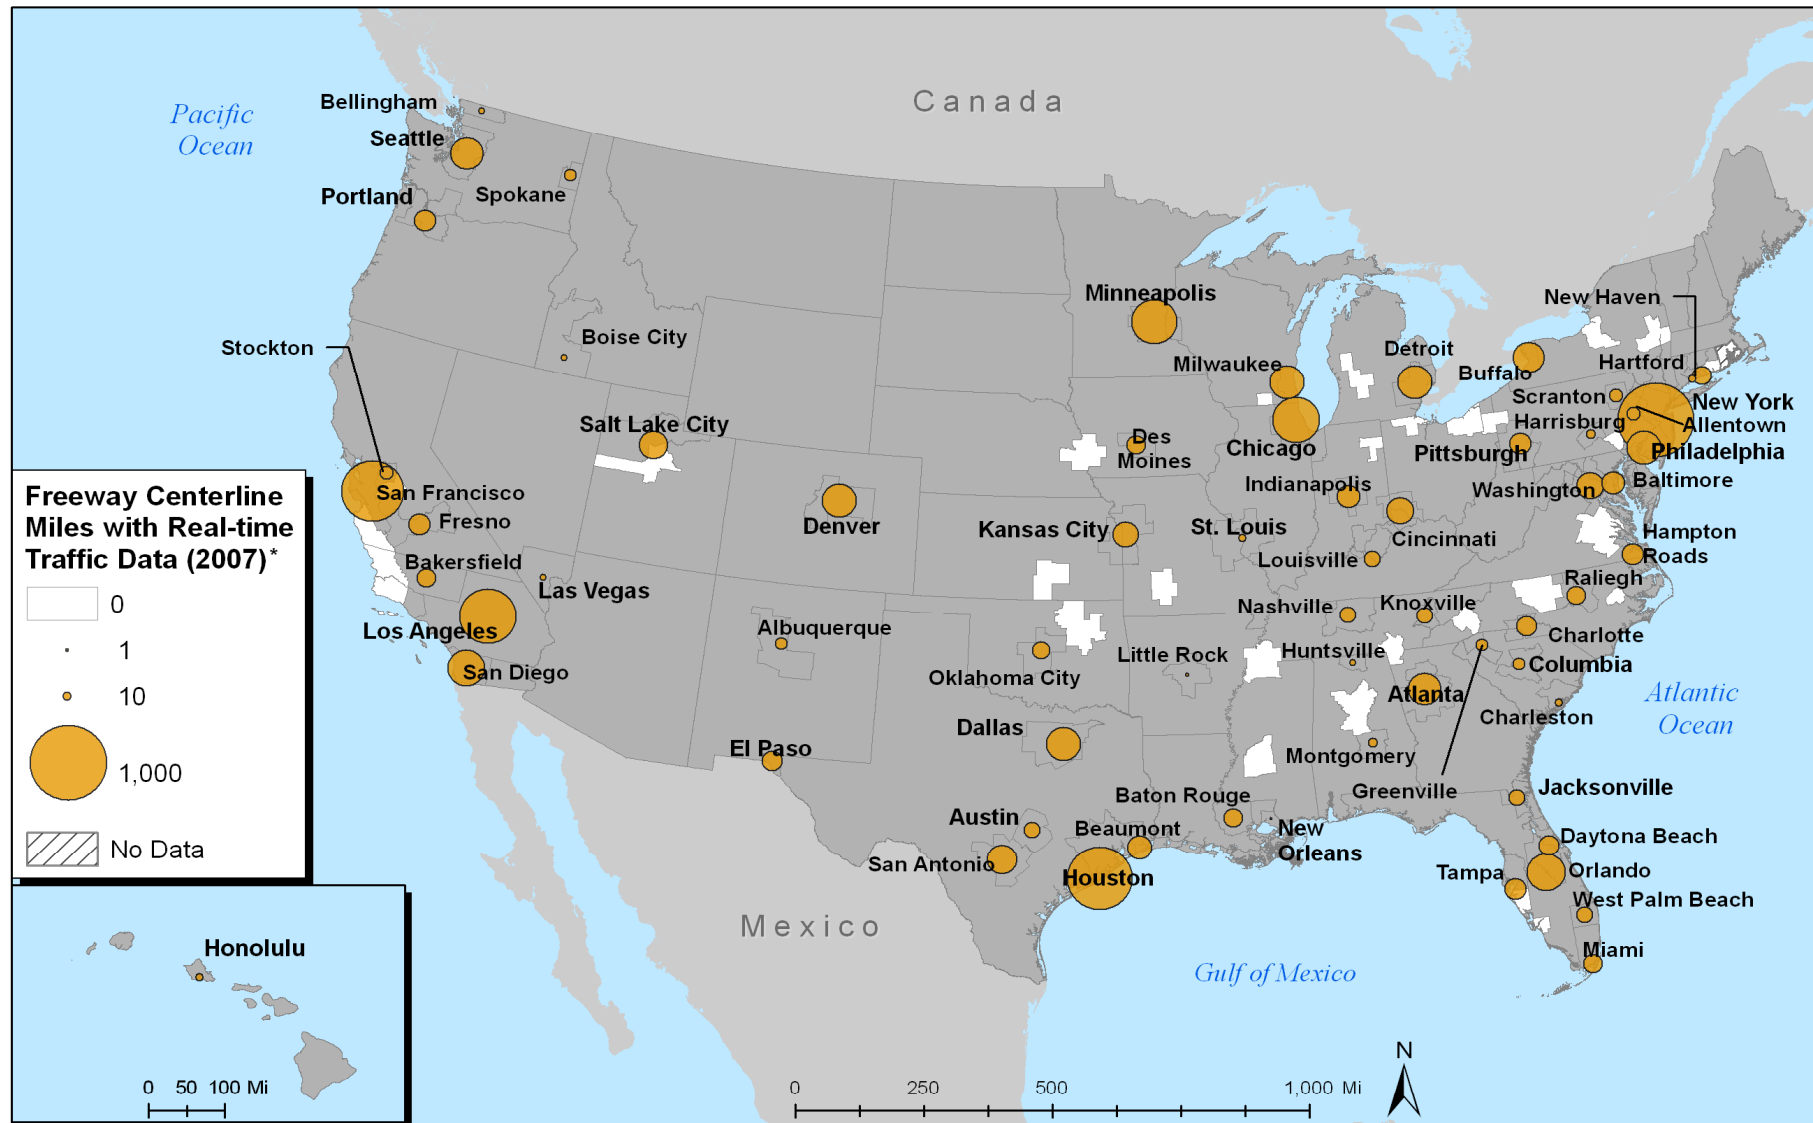 Canada
Pacific
Ocean
Bellingham
Seattle
Portland
Spokane
Minneapolis
New Haven
Boise City
Stockton
Milwaukee
Detroit
Buffalo
Hartford
Scranton
New York
Salt Lake City
Harrisburg
Allentown
Des
Moines
Chicago
Pittsburgh
Philadelphia
Freeway Centerline
Miles with Real-time
Traffic Data (2007)*
0
1
10
1,000
No Data
San Francisco
Fresno
Denver
Kansas City
St. Louis
Indianapolis
Washington
Baltimore
Cincinnati
Hampton
Roads
Louisville
Bakersfield
Las Vegas
Raliegh
Los Angeles
Albuquerque
Nashville
Knoxville
Charlotte
San Diego
Oklahoma City
Little Rock
Huntsville
Columbia
Atlanta
Atlantic
Ocean
Charleston
Dallas
El Paso
Montgomery
Greenville
Jacksonville
Baton Rouge
Austin
Beaumont
New
Orleans
Daytona Beach
San Antonio
Houston
Tampa
Orlando
West Palm Beach
Mexico
Miami
Gulf of Mexico
Honolulu
0 50 100 Mi
0 250 500 1,000 Mi
N